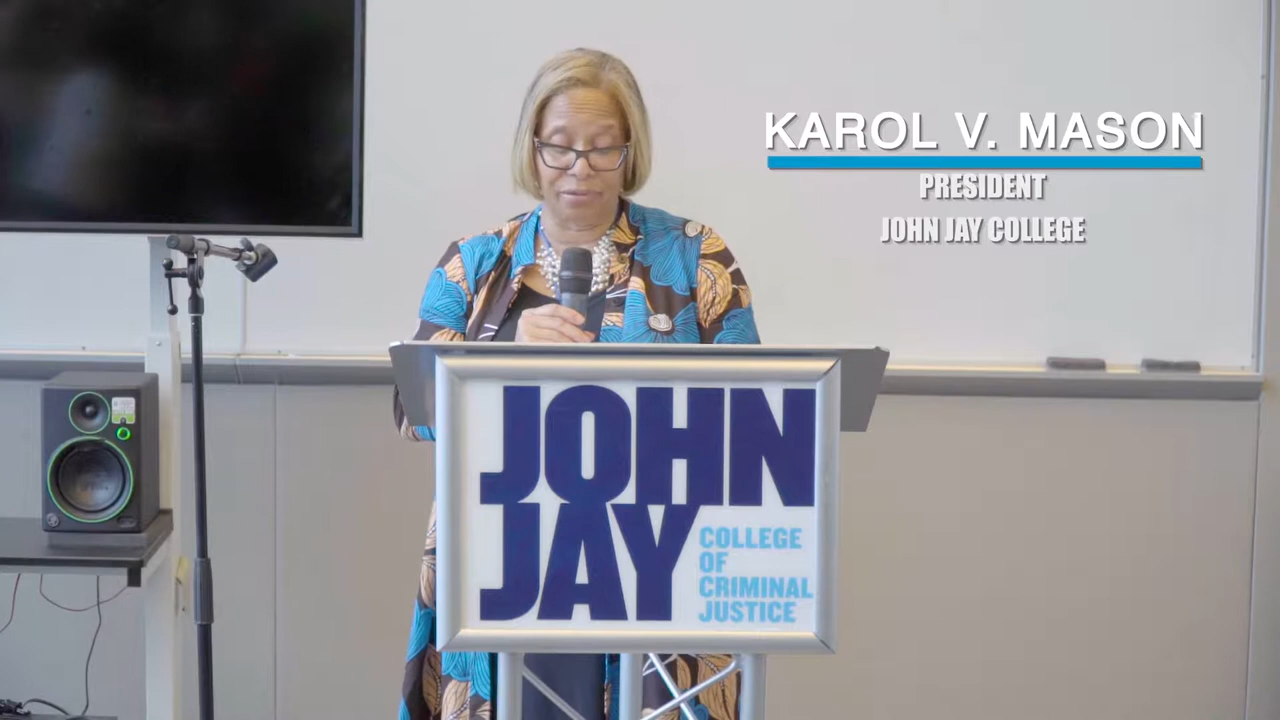 KAROL V. MASON
PRESIDENT
JOHN JAY COLLEGE
JOHN
JAY
COLLEGE
OF
CRIMINAL
JUSTICE